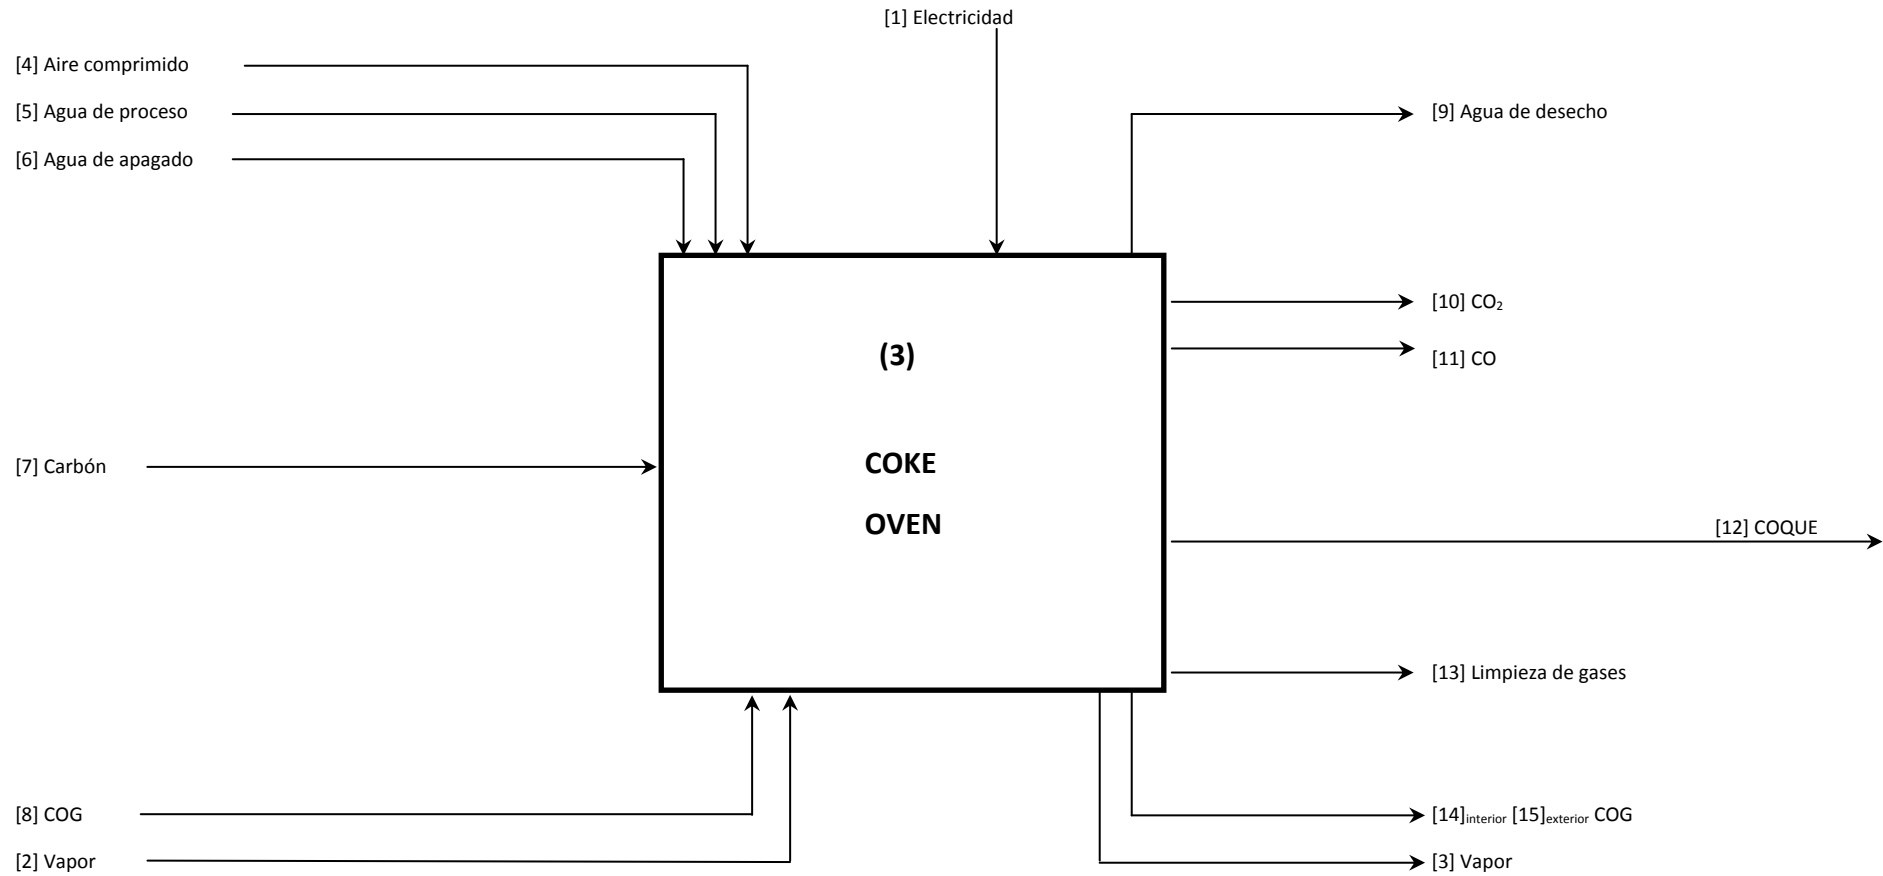 [1] Electricidad
[4] Aire comprimido
[5] Agua de proceso
[9] Agua de desecho
[6] Agua de apagado
[10] CO₂
(3)
[11] CO
[7] Carbón
COKE
OVEN
[12] COQUE
[13] Limpieza de gases
[8] COG
[14]interior [15]exterior COG
[2] Vapor
[3] Vapor